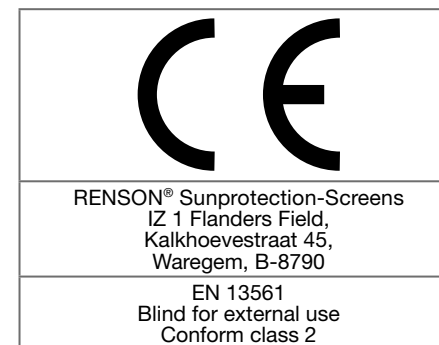 CE
RENSON® Sunprotection-Screens
IZ 1 Flanders Field,
Kalkhoevestraat 45,
Waregem, B-8790
EN 13561
Blind for external use
Conform class 2